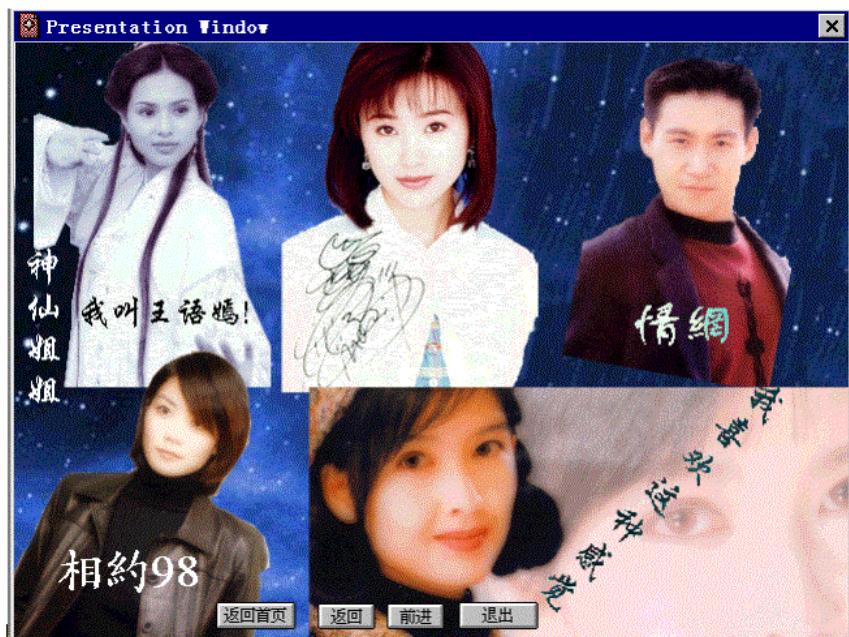 Presentation Window
神仙姐姐
我叫王语嫣!
情網
我喜欢这种感觉
相約98
返回首页
返回
前进
退出